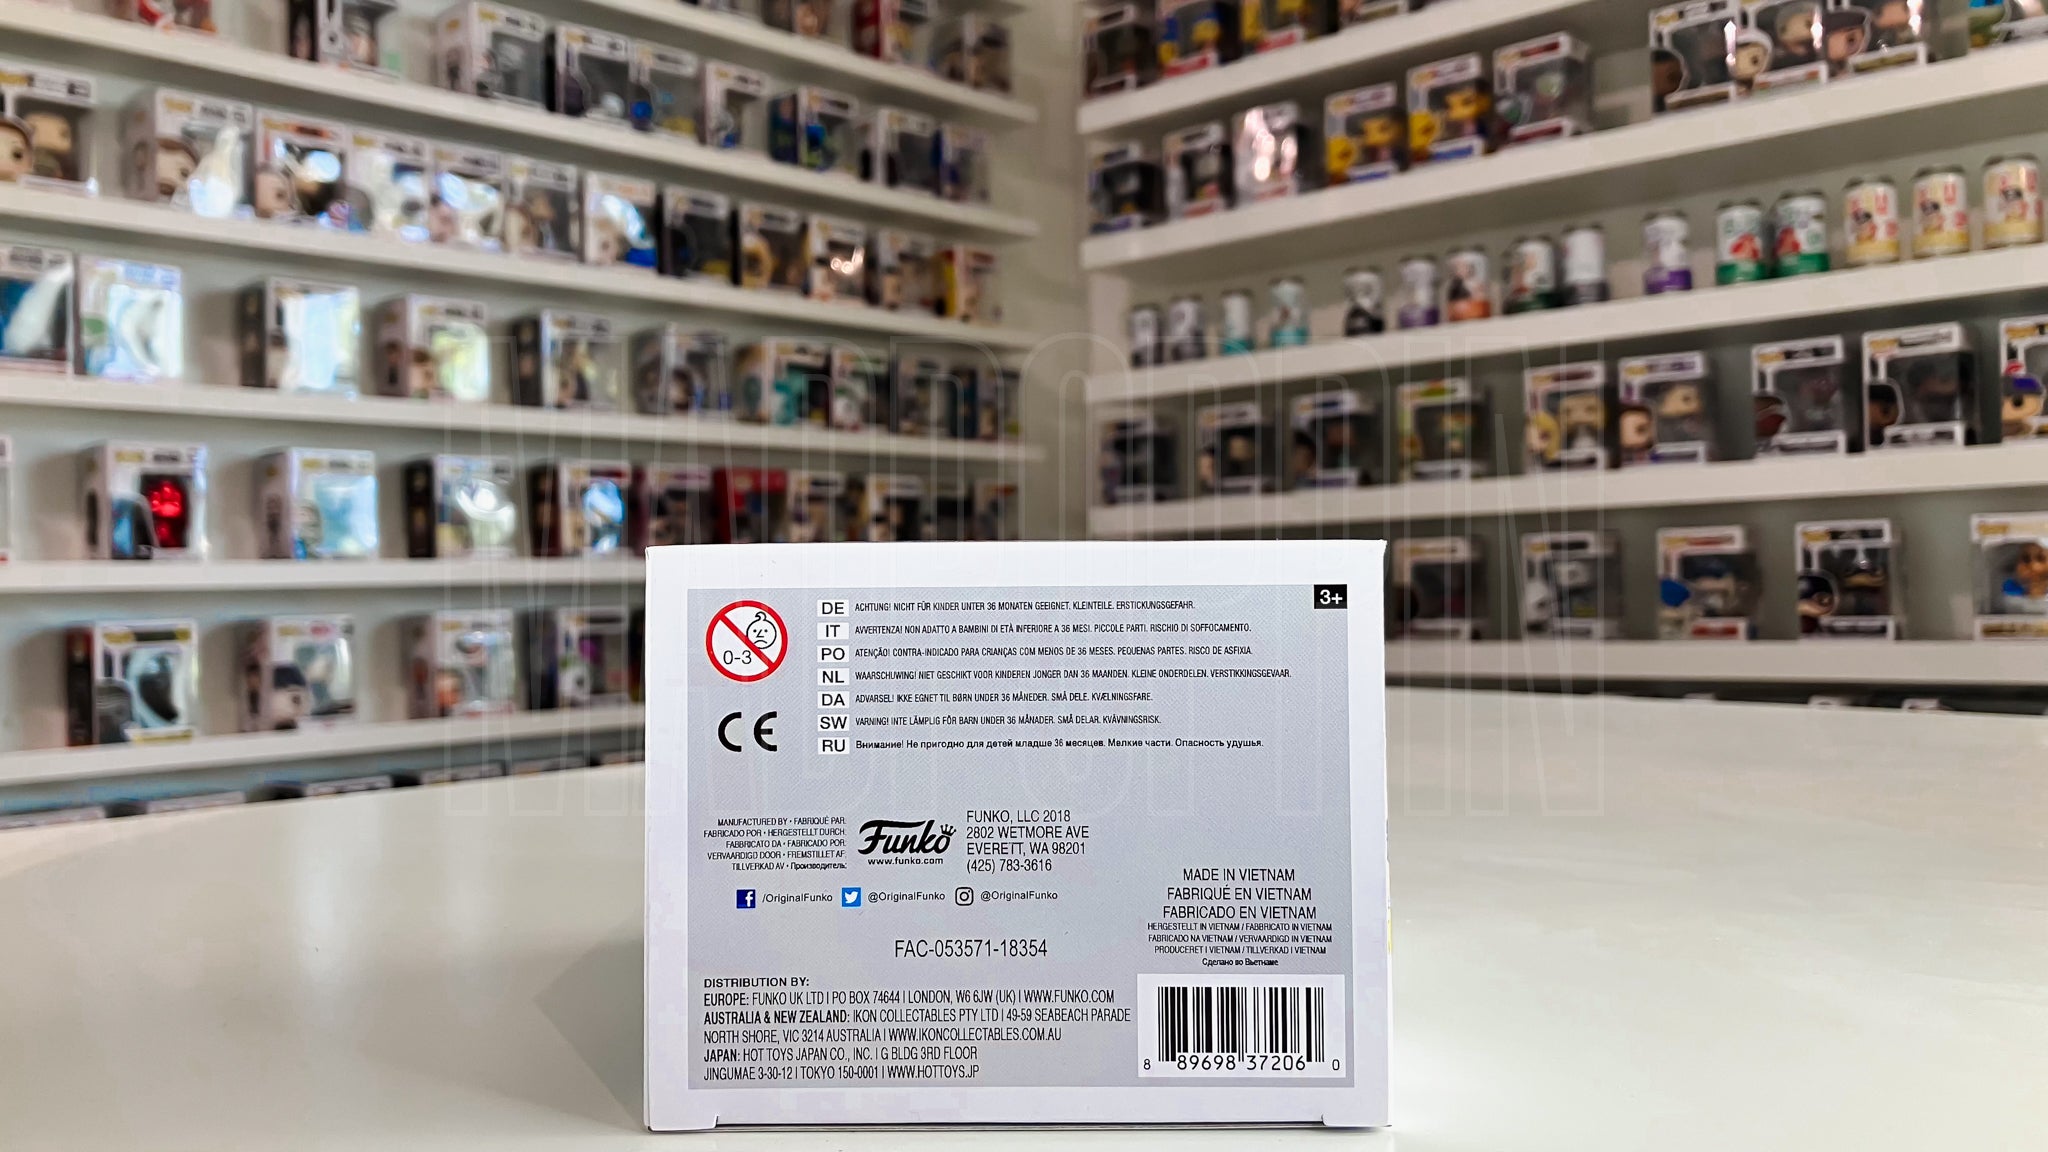 3+
0-3
DE ACHTUNG! NICHT FÜR KINDER UNTER 36 MONATEN GEEIGNET. KLEINTEILE. ERSTICKUNGSGEFAHR.
IT AVVERTENZA! NON ADATTO A BAMBINI DI ETÀ INFERIORE A 36 MESI. PICCOLE PARTI. RISCHIO DI SOFFOCAMENTO.
PO ATENÇÃO! CONTRA-INDICADO PARA CRIANÇAS COM MENOS DE 36 MESES. PEQUENAS PARTES. RISCO DE ASFIXIA.
NL WAARSCHUWING! NIET GESCHIKT VOOR KINDEREN JONGER DAN 36 MAANDEN. KLEINE ONDERDELEN. VERSTIKKINGSGEVAAR.
DA ADVARSEL! IKKE EGNET TIL BØRN UNDER 36 MÅNEDER. SMÅ DELE. KVÆLNINGSFARE.
SW VARNING! INTE LÄMPLIG FÖR BARN UNDER 36 MÅNADER. SMÅ DELAR. KVÄVNINGSRISK.
RU Внимание! Не пригодно для детей младше 36 месяцев. Мелкие части. Опасность удушья.
CE
MADPOPPIN
MANUFACTURED BY • FABRIQUÉ PAR:
FABRICADO POR • HERGESTELLT DURCH:
FABBRICATO DA • FABRICADO POR:
VERVAARDIGD DOOR • FREMSTILLET AF:
TILLVERKAD AV • Производитель:
Funko
www.funko.com
FUNKO, LLC 2018
2802 WETMORE AVE
EVERETT, WA 98201
(425) 783-3616
/OriginalFunko @OriginalFunko @OriginalFunko
MADE IN VIETNAM
FABRIQUÉ EN VIETNAM
FABRICADO EN VIETNAM
HERGESTELLT IN VIETNAM / FABBRICATO IN VIETNAM
FABRICADO NA VIETNAM / VERVAARDIGD IN VIETNAM
PRODUCERET I VIETNAM / TILLVERKAD I VIETNAM
Сделано во Вьетнаме
FAC-053571-18354
DISTRIBUTION BY:
EUROPE: FUNKO UK LTD | PO BOX 74644 | LONDON, W6 6JW (UK) | WWW.FUNKO.COM
AUSTRALIA & NEW ZEALAND: IKON COLLECTABLES PTY LTD | 49-59 SEABEACH PARADE
NORTH SHORE, VIC 3214 AUSTRALIA | WWW.IKONCOLLECTABLES.COM.AU
JAPAN: HOT TOYS JAPAN CO., INC. | G BLDG 3RD FLOOR
JINGUMAE 3-30-12 | TOKYO 150-0001 | WWW.HOTTOYS.JP
8 89698 37206 0